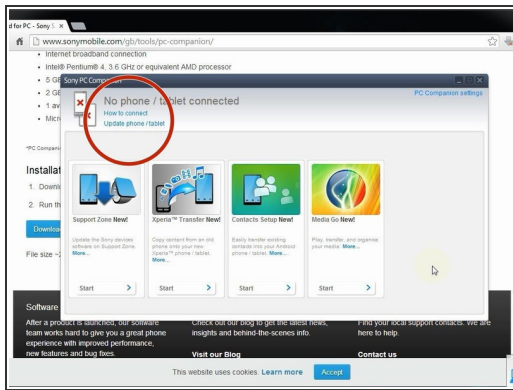 d for PC - Sony S ×
www.sonymobile.com/gb/tools/pc-companion/
Internet broadband connection
Intel® Pentium® 4, 3.6 GHz or equivalent AMD processor
5 GB
2 GB
1 av
Micr
Sony PC Companion
PC Companion settings
No phone / tablet connected
How to connect
Update phone / tablet
*PC Compani
Installat
1. Downl
2. Run th
Downloa
File size ~2
Support Zone New!
Update the Sony devices
software on Support Zone.
More...
Start
Xperia™ Transfer New!
Copy content from an old
phone onto your new
Xperia™ phone / tablet.
More...
Start
Contacts Setup New!
Easily transfer existing
contacts into your Android
phone / tablet. More...
Start
Media Go New!
Play, transfer, and organise
your media. More...
Start
Software
After a product is launched, our software
team works hard to give you a great phone
experience with improved performance,
new features and bug fixes.
Check out our blog to get the latest news,
insights and behind-the-scenes info.
Visit our Blog
Find your local support contacts. We are
here to help.
Contact us
This website uses cookies. Learn more
Accept